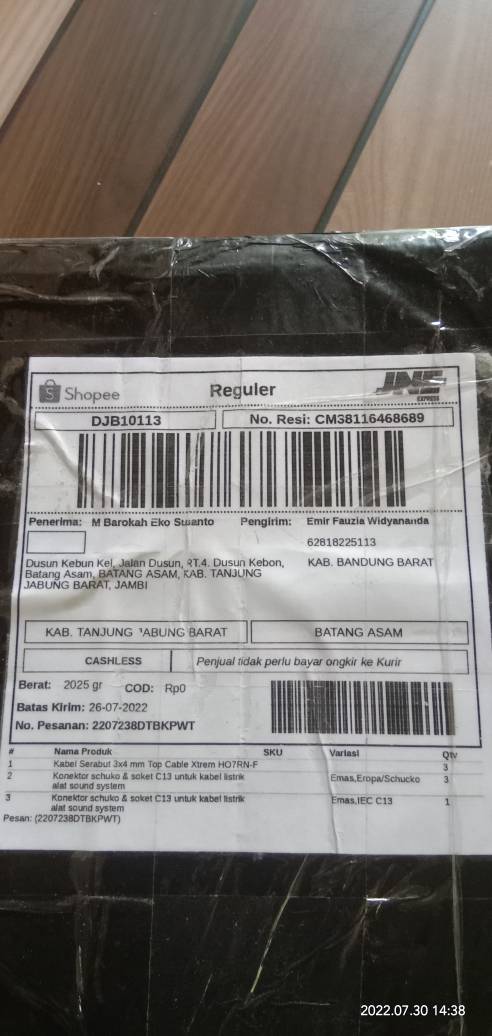 Shopee
Reguler
JNE
EXPRESS
DJB10113
No. Resi: CM38116468689
Penerima: M Barokah Eko Susanto
Pengirim: Emir Fauzia Widyananda
62818225113
Dusun Kebun Kel, Jalan Dusun, RT.4. Dusun Kebon,
Batang Asam, BATANG ASAM, KAB. TANJUNG
JABUNG BARAT, JAMBI
KAB. BANDUNG BARAT
KAB. TANJUNG JABUNG BARAT
BATANG ASAM
CASHLESS
Penjual tidak perlu bayar ongkir ke Kurir
Berat: 2025 gr
COD: Rp0
Batas Kirim: 26-07-2022
No. Pesanan: 2207238DTBKPWT
# Nama Produk SKU Variasi Qty
1 Kabel Serabut 3x4 mm Top Cable Xtrem HO7RN-F 3
2 Konektor schuko & soket C13 untuk kabel listrik Emas,Eropa/Schucko 3
alat sound system
3 Konektor schuko & soket C13 untuk kabel listrik Emas,IEC C13 1
alat sound system
Pesan: (2207238DTBKPWT)
2022.07.30 14:38